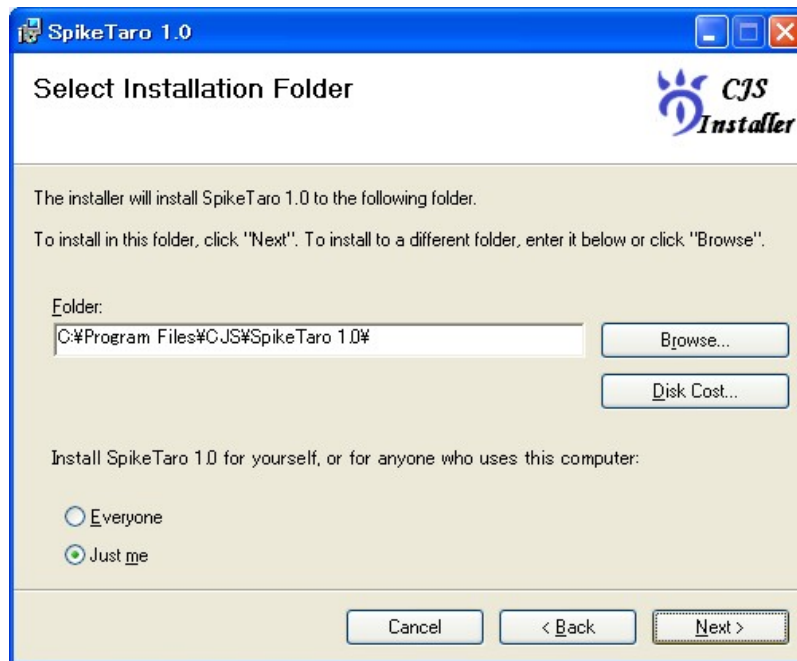 SpikeTaro 1.0
Select Installation Folder
CJS
Installer
The installer will install SpikeTaro 1.0 to the following folder.
To install in this folder, click "Next". To install to a different folder, enter it below or click "Browse".
Folder:
C:¥Program Files¥CJS¥SpikeTaro 1.0¥
Browse...
Disk Cost...
Install SpikeTaro 1.0 for yourself, or for anyone who uses this computer:
Everyone
Just me
Cancel
< Back
Next >